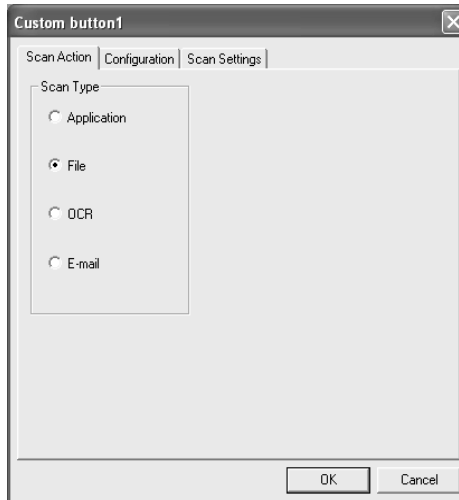 Custom button1
Scan Action Configuration Scan Settings
Scan Type
Application
File
OCR
E-mail
OK Cancel